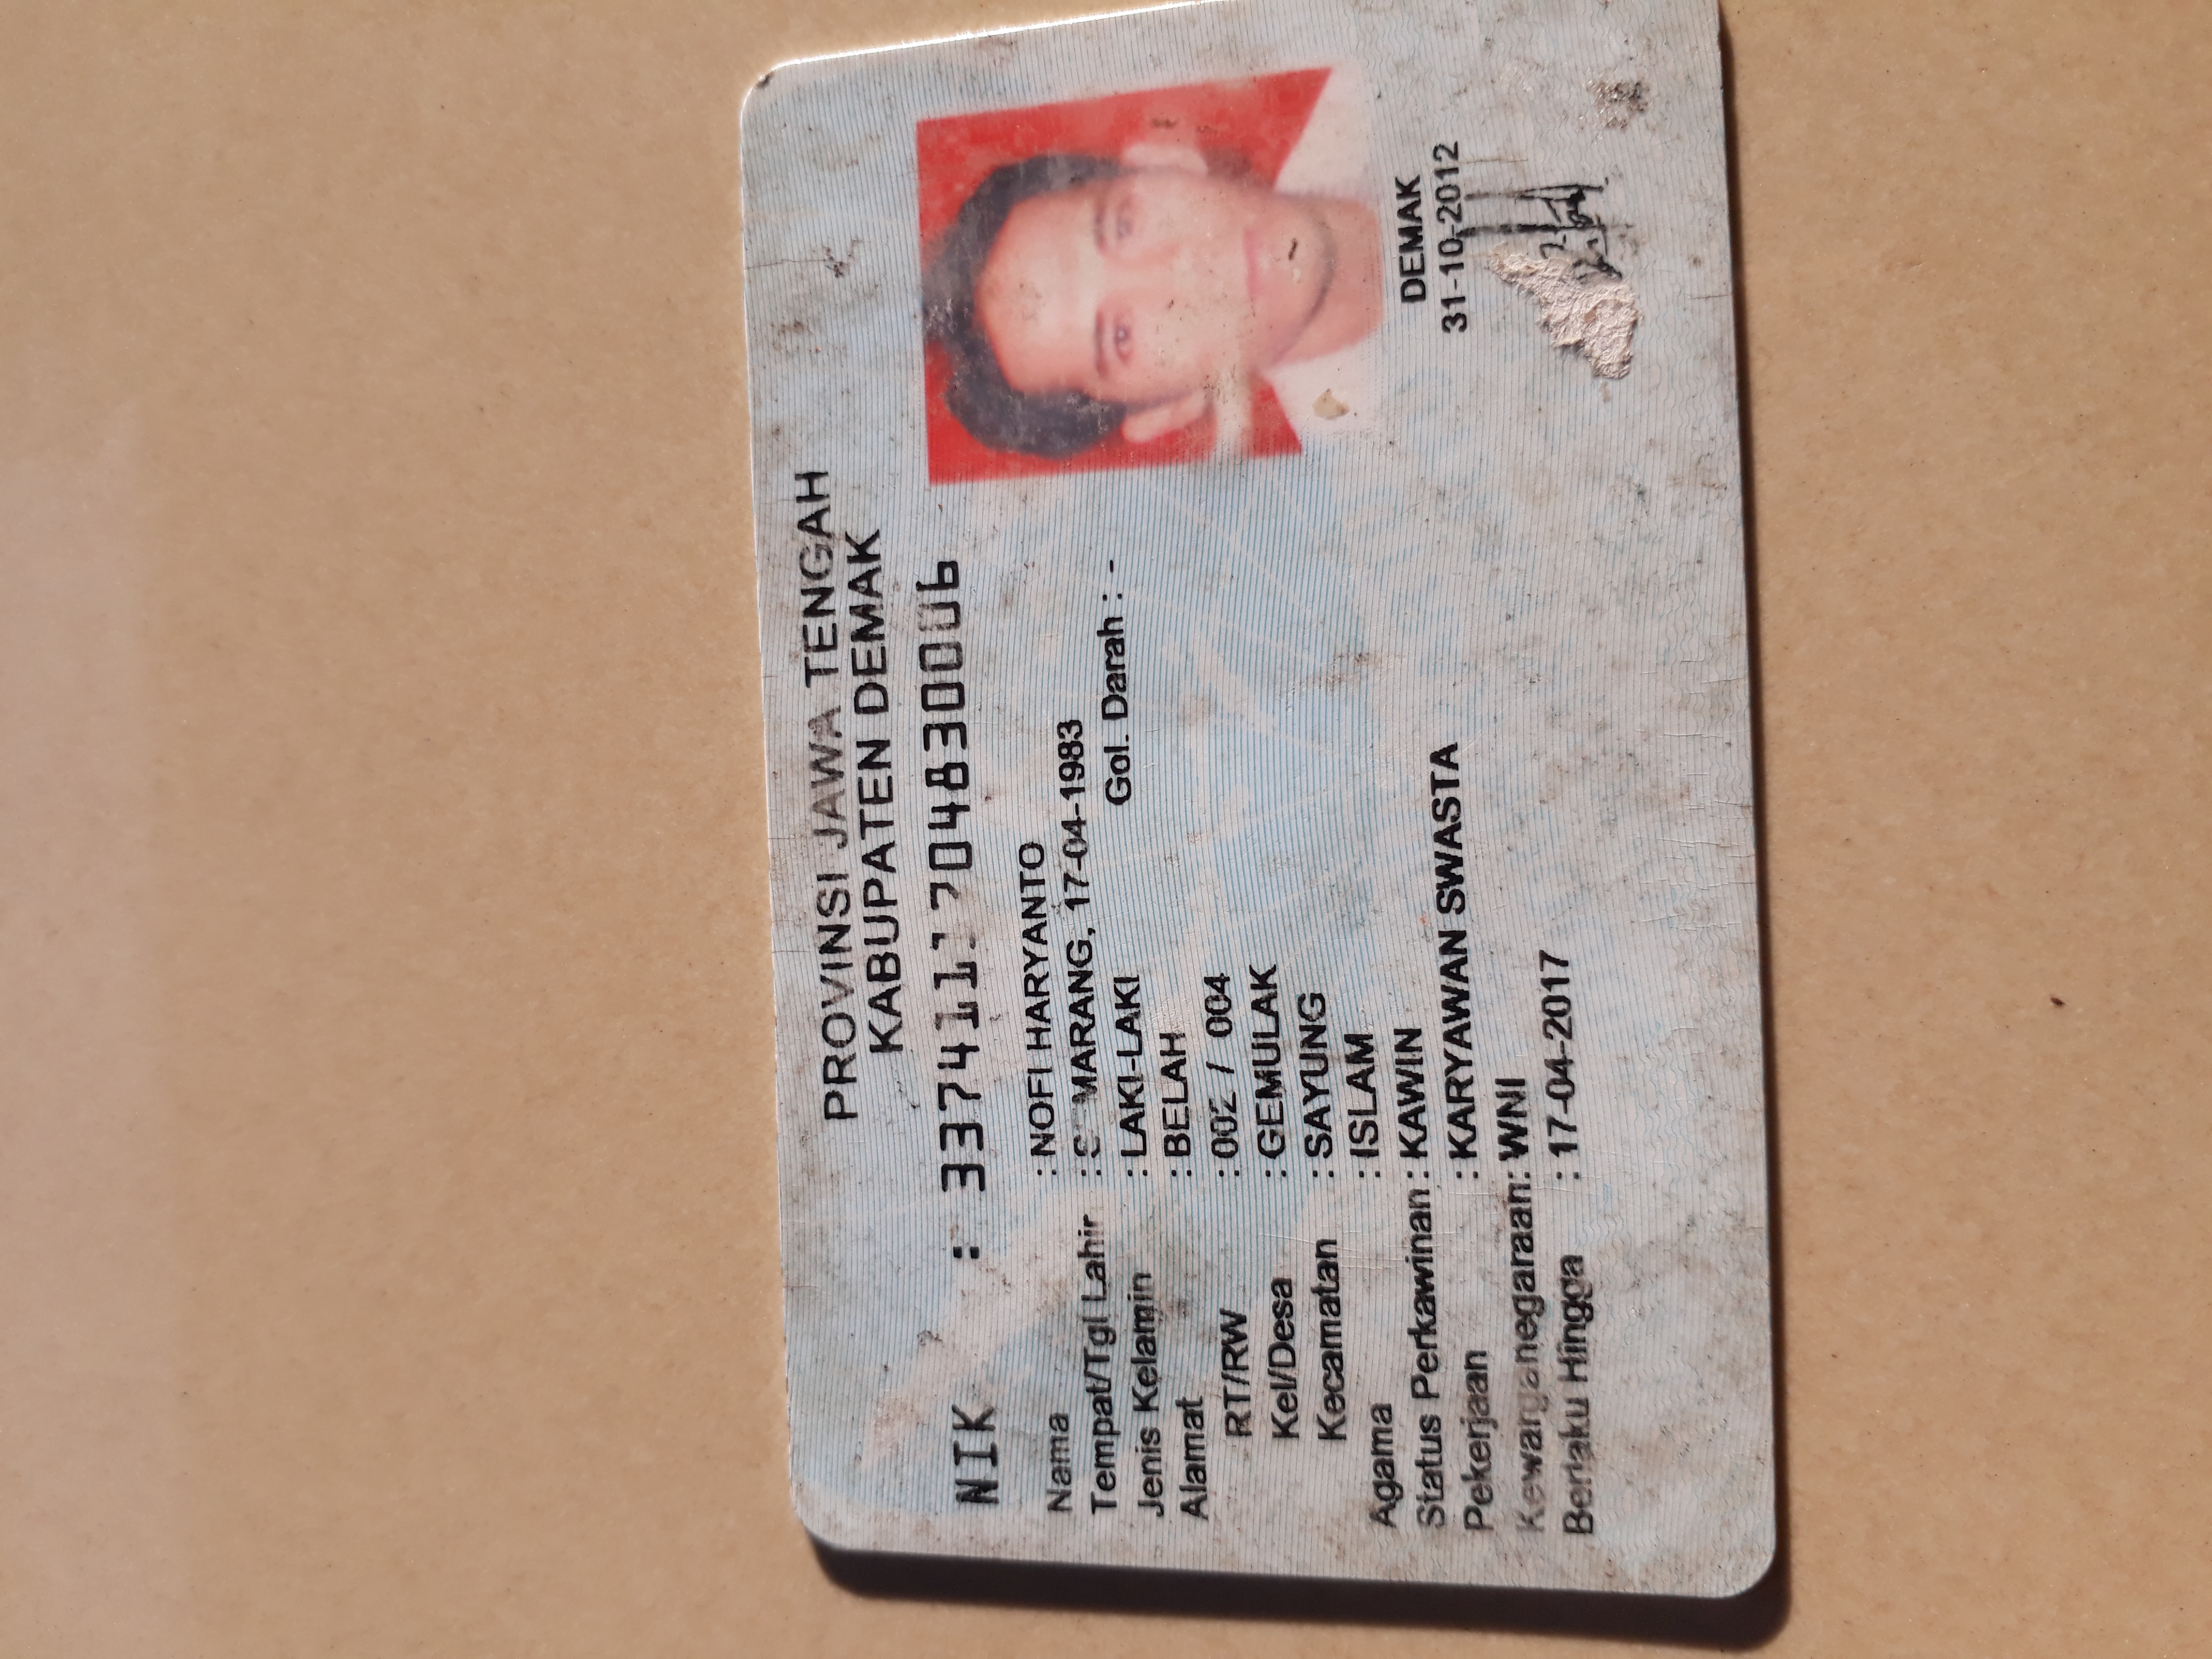 PROVINSI JAWA TENGAH
KABUPATEN DEMAK
NIK : 3374111704830006
Nama : NOFI HARYANTO
Tempat/Tgl Lahir : SEMARANG, 17-04-1983
Jenis Kelamin : LAKI-LAKI Gol. Darah : -
Alamat : BELAH
RT/RW : 002 / 004
Kel/Desa : GEMULAK
Kecamatan : SAYUNG
Agama : ISLAM
Status Perkawinan : KAWIN
Pekerjaan : KARYAWAN SWASTA
Kewarganegaraan : WNI
Berlaku Hingga : 17-04-2017
DEMAK
31-10-2012